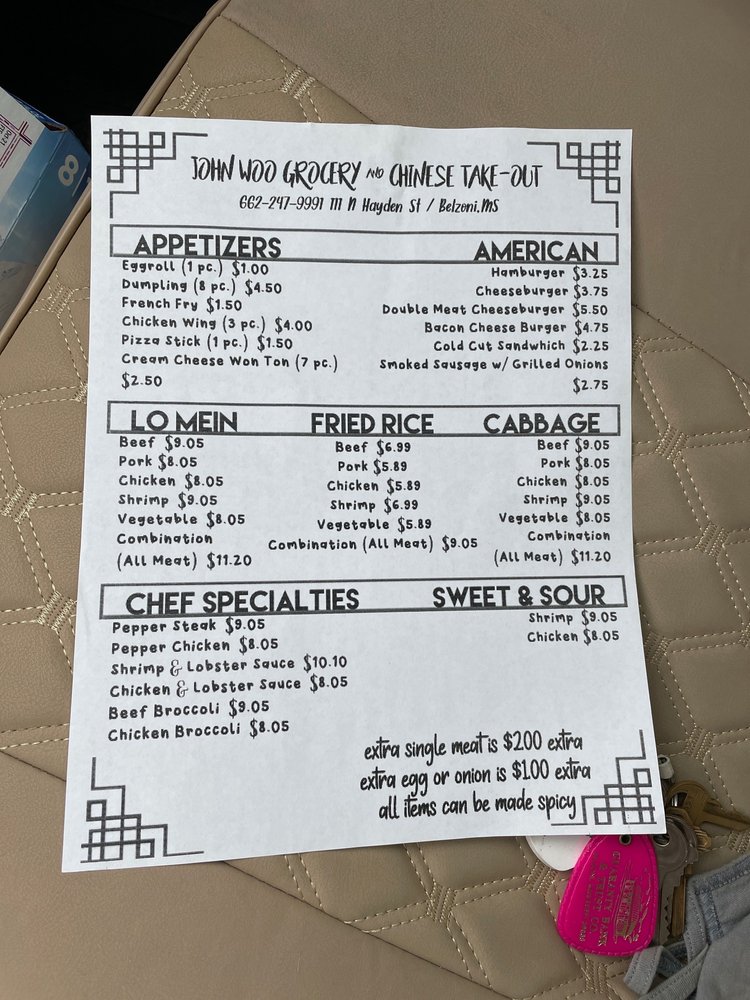 JOHN WOO GROCERY AND CHINESE TAKE-OUT
662-247-9991 111 N Hayden St / Belzoni,MS
APPETIZERS
Eggroll (1 pc.) $1.00
Dumpling (8 pc.) $4.50
French Fry $1.50
Chicken Wing (3 pc.) $4.00
Pizza Stick (1 pc.) $1.50
Cream Cheese Won Ton (7 pc.)
$2.50
AMERICAN
Hamburger $3.25
Cheeseburger $3.75
Double Meat Cheeseburger $5.50
Bacon Cheese Burger $4.75
Cold Cut Sandwhich $2.25
Smoked Sausage w/ Grilled Onions
$2.75
LO MEIN
Beef $9.05
Pork $8.05
Chicken $8.05
Shrimp $9.05
Vegetable $8.05
Combination
(All Meat) $11.20
FRIED RICE
Beef $6.99
Pork $5.89
Chicken $5.89
Shrimp $6.99
Vegetable $5.89
Combination (All Meat) $9.05
CABBAGE
Beef $9.05
Pork $8.05
Chicken $8.05
Shrimp $9.05
Vegetable $8.05
Combination
(All Meat) $11.20
CHEF SPECIALTIES
Pepper Steak $9.05
Pepper Chicken $8.05
Shrimp & Lobster Sauce $10.10
Chicken & Lobster Sauce $8.05
Beef Broccoli $9.05
Chicken Broccoli $8.05
SWEET & SOUR
Shrimp $9.05
Chicken $8.05
extra single meat is $2.00 extra
extra egg or onion is $1.00 extra
all items can be made spicy
8
GUARANTY BANK
& TRUST CO.